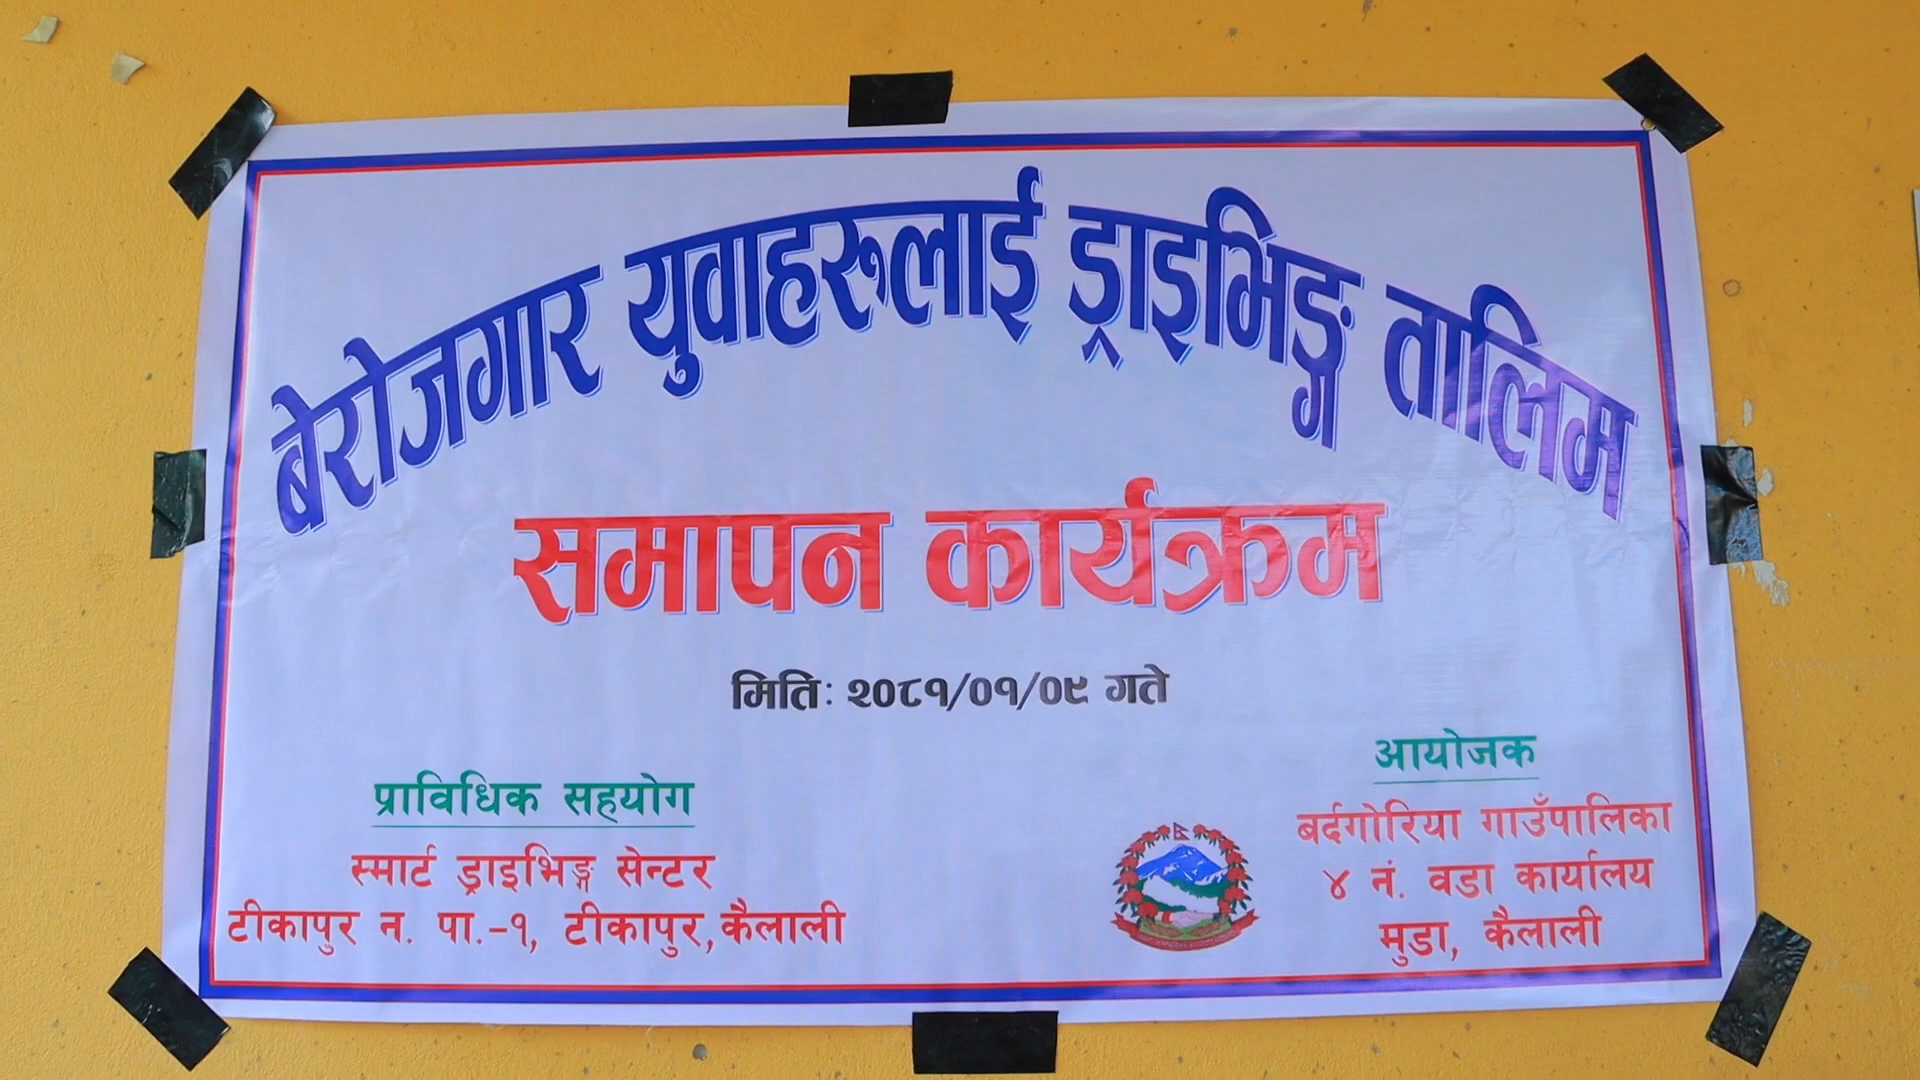 बेरोजगार युवाहरूलाई ड्राइभिङ्ग तालिम
समापन कार्यक्रम
मिति: २०८१/०१/०९ गते
प्राविधिक सहयोग
स्मार्ट ड्राइभिङ्ग सेन्टर
टीकापुर न. पा.-१, टीकापुर, कैलाली
आयोजक
बर्दगोरिया गाउँपालिका
४ नं. वडा कार्यालय
मुडा, कैलाली